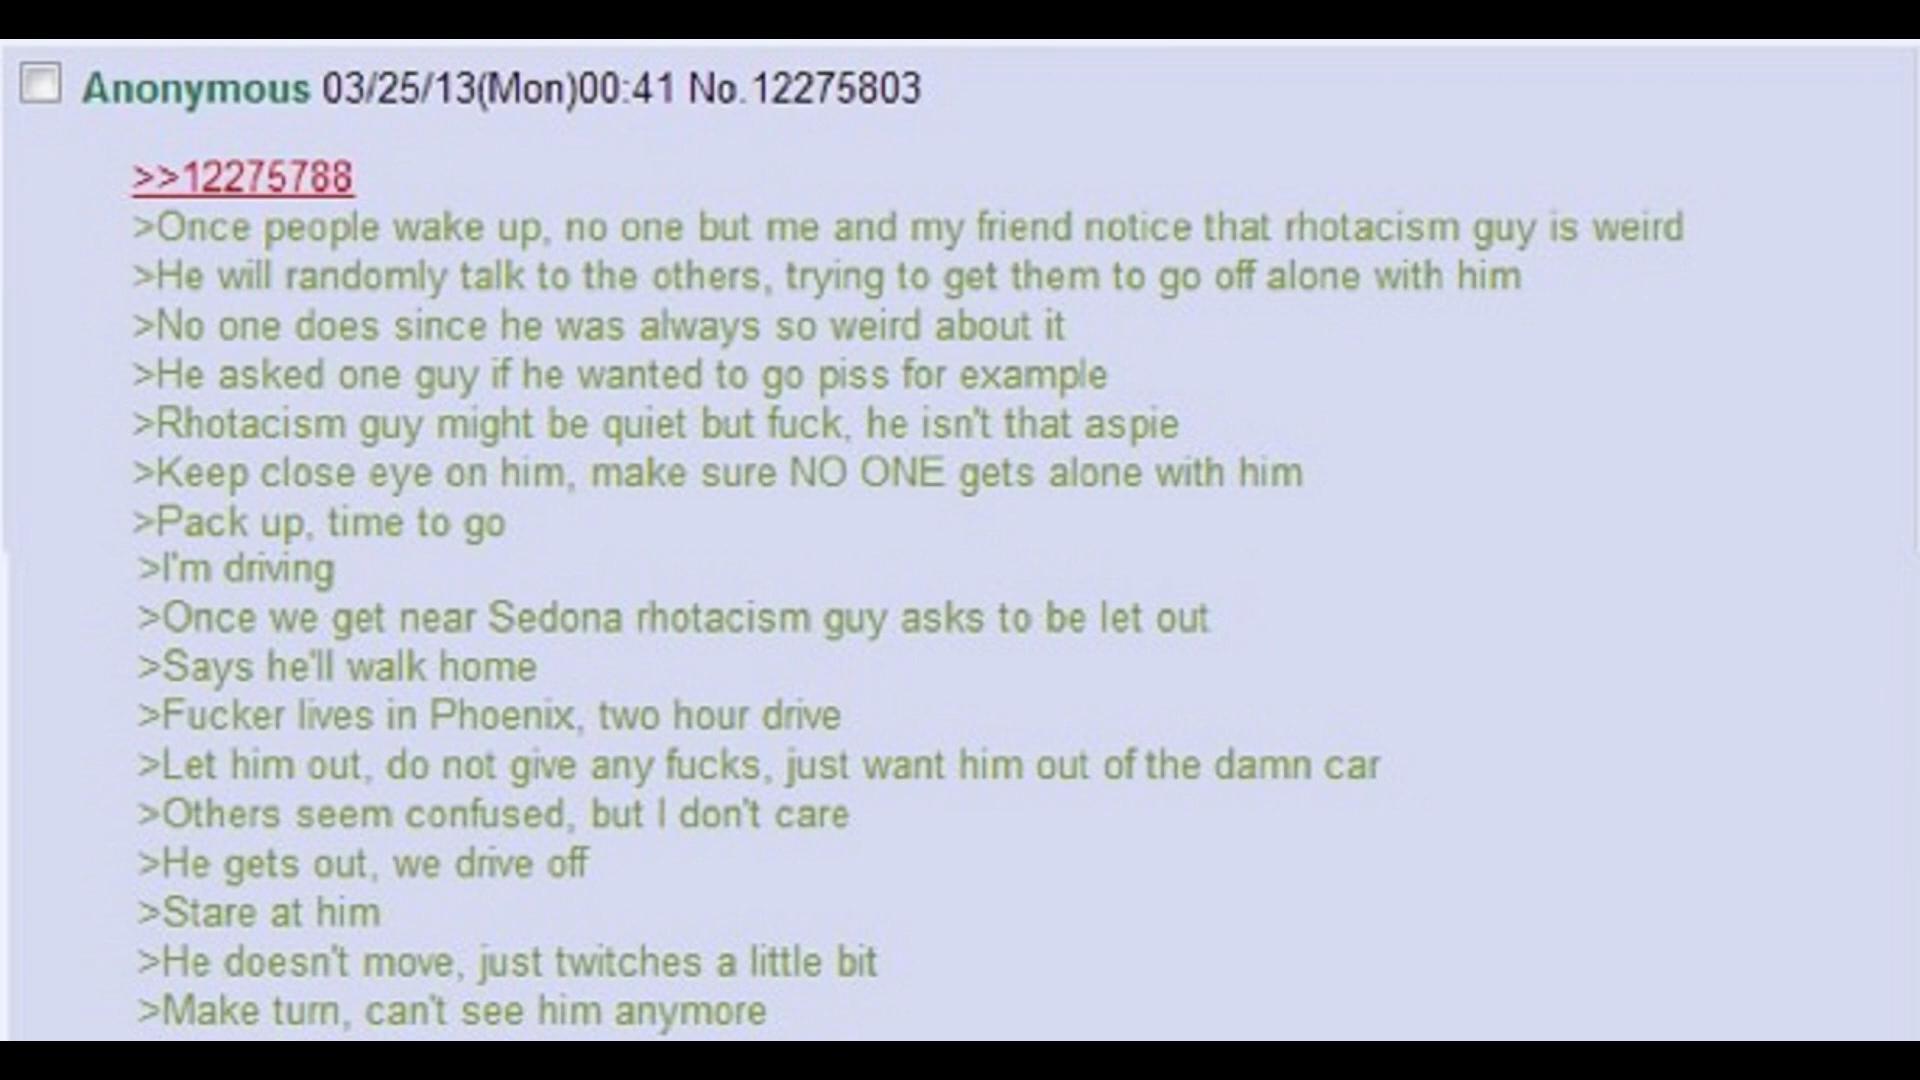 Anonymous 03/25/13(Mon)00:41 No.12275803
>>12275788
>Once people wake up, no one but me and my friend notice that rhotacism guy is weird
>He will randomly talk to the others, trying to get them to go off alone with him
>No one does since he was always so weird about it
>He asked one guy if he wanted to go piss for example
>Rhotacism guy might be quiet but fuck, he isn't that aspie
>Keep close eye on him, make sure NO ONE gets alone with him
>Pack up, time to go
>I'm driving
>Once we get near Sedona rhotacism guy asks to be let out
>Says he'll walk home
>Fucker lives in Phoenix, two hour drive
>Let him out, do not give any fucks, just want him out of the damn car
>Others seem confused, but I don't care
>He gets out, we drive off
>Stare at him
>He doesn't move, just twitches a little bit
>Make turn, can't see him anymore